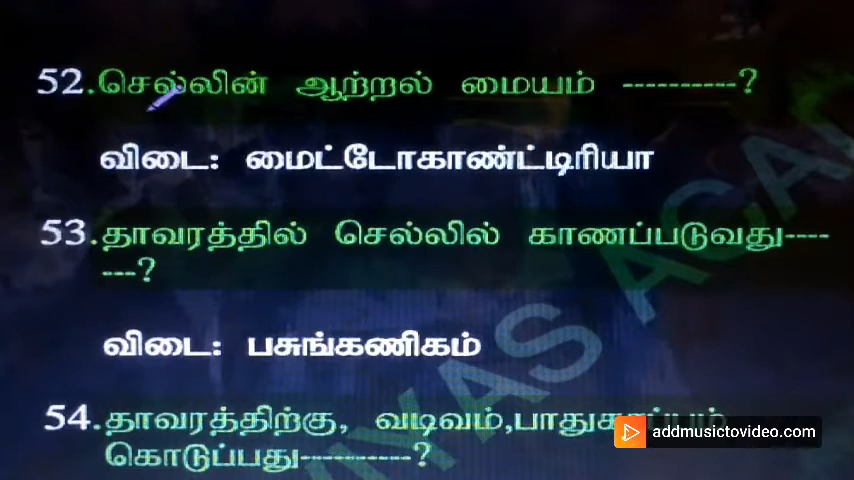 52.செல்லின் ஆற்றல் மையம் ----------?
விடை: மைட்டோகாண்ட்டிரியா
53.தாவரத்தில் செல்லில் காணப்படுவது----
---?
விடை: பசுங்கணிகம்
54.தாவரத்திற்கு, வடிவம்,பாதுகாப்பும்
கொடுப்பது----------?
addmusictovideo.com